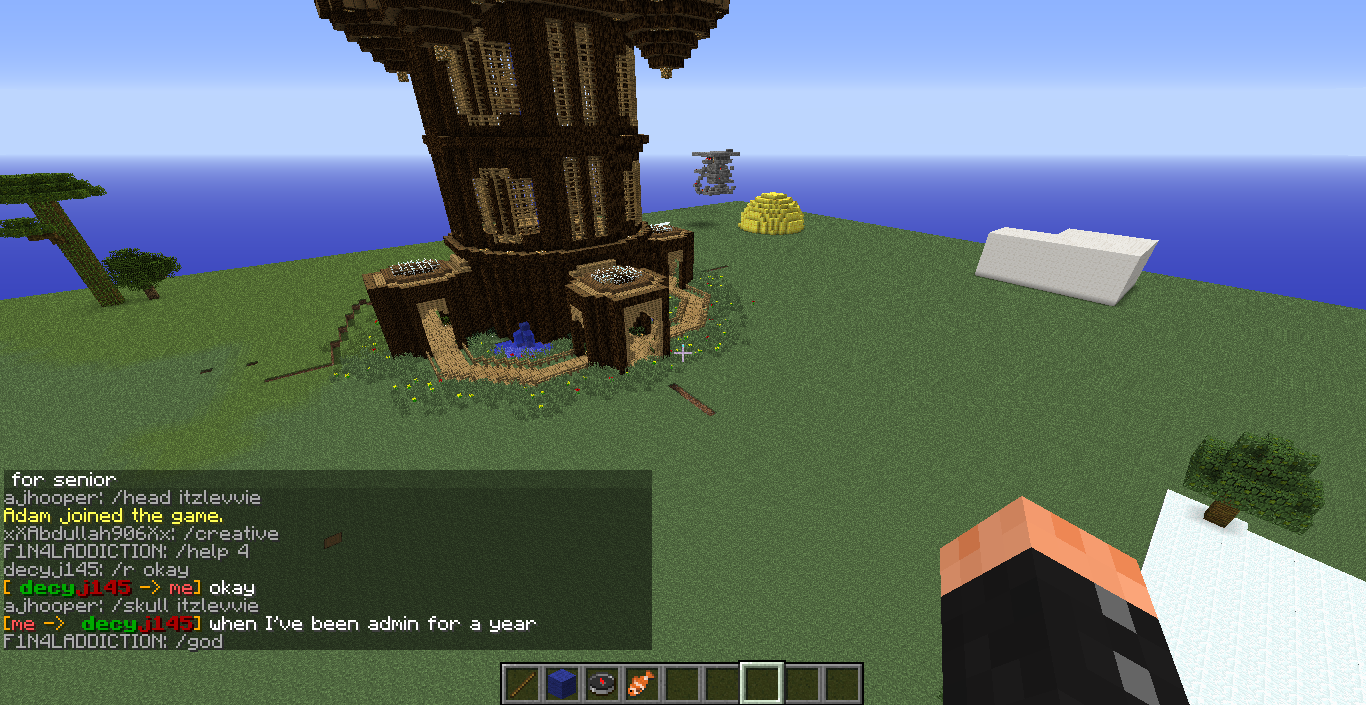 for senior
ajhooper: /head itzlevvie
Adam joined the game.
xXAbdullah906Xx: /creative
F1N4LADDICTION: /help 4
decyj145: /r okay
[ decyj145 -> me] okay
ajhooper: /skull itzlevvie
[me -> decyj145] when I've been admin for a year
F1N4LADDICTION: /god